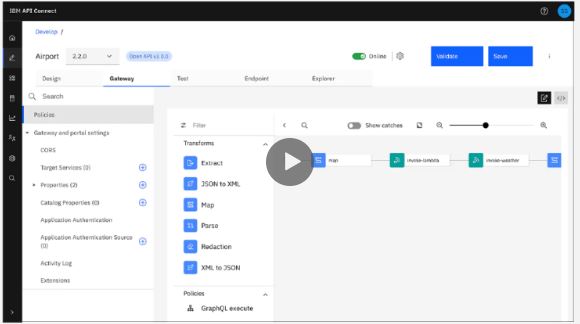 IBM API Connect
Develop /
Airport 2.2.0 Open API v3.0.0 Online Validate Save
Design Gateway Test Endpoint Explorer
Search
Policies
Gateway and portal settings
CORS
Target Services (0)
Properties (2)
Catalog Properties (0)
Application Authentication
Application Authentication Source (0)
Activity Log
Extensions
Filter
Transforms
Extract
JSON to XML
Map
Parse
Redaction
XML to JSON
Policies
GraphQL execute
Show catches
</>
map invoke-lambda invoke-weather